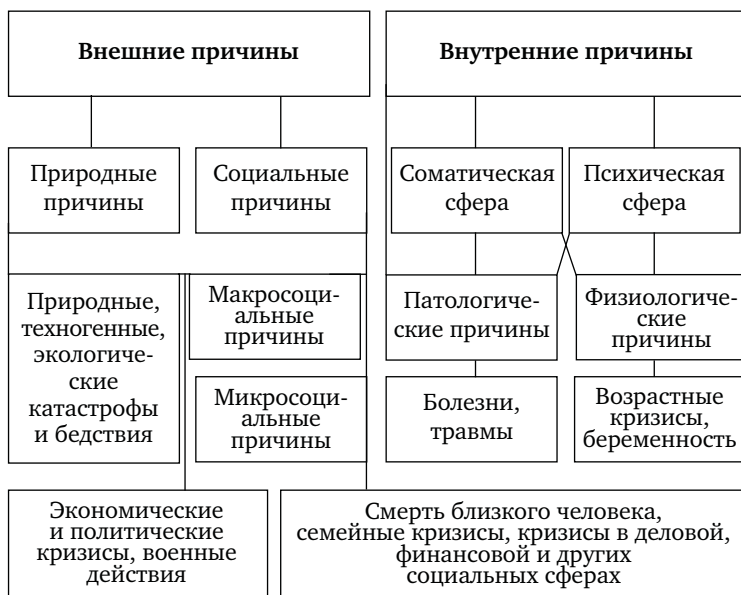 Внешние причины
Внутренние причины
Природные
причины
Социальные
причины
Соматическая
сфера
Психическая
сфера
Природные,
техногенные,
экологиче-
ские
катастрофы
и бедствия
Макросоци-
альные
причины
Микросоци-
альные
причины
Патологиче-
ские причины
Физиологиче-
ские
причины
Болезни,
травмы
Возрастные
кризисы,
беременность
Экономические
и политические
кризисы, военные
действия
Смерть близкого человека,
семейные кризисы, кризисы в деловой,
финансовой и других
социальных сферах